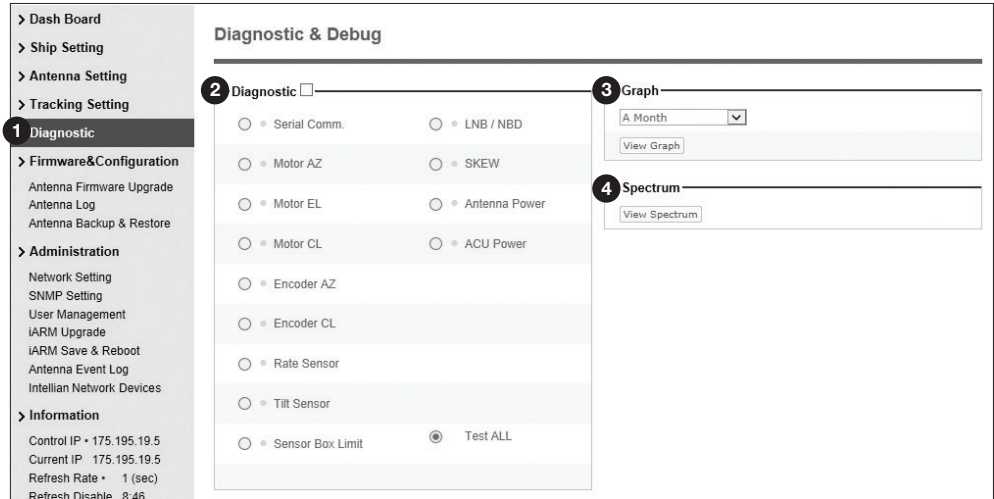 > Dash Board
> Ship Setting
> Antenna Setting
> Tracking Setting
1 Diagnostic
> Firmware&Configuration
Antenna Firmware Upgrade
Antenna Log
Antenna Backup & Restore
> Administration
Network Setting
SNMP Setting
User Management
iARM Upgrade
iARM Save & Reboot
Antenna Event Log
Intellian Network Devices
> Information
Control IP • 175.195.19.5
Current IP 175.195.19.5
Refresh Rate • 1 (sec)
Refresh Disable 8:46
Diagnostic & Debug
2 Diagnostic
Serial Comm.
LNB / NBD
Motor AZ
SKEW
Motor EL
Antenna Power
Motor CL
ACU Power
Encoder AZ
Encoder CL
Rate Sensor
Tilt Sensor
Sensor Box Limit
Test ALL
3 Graph
A Month
View Graph
4 Spectrum
View Spectrum